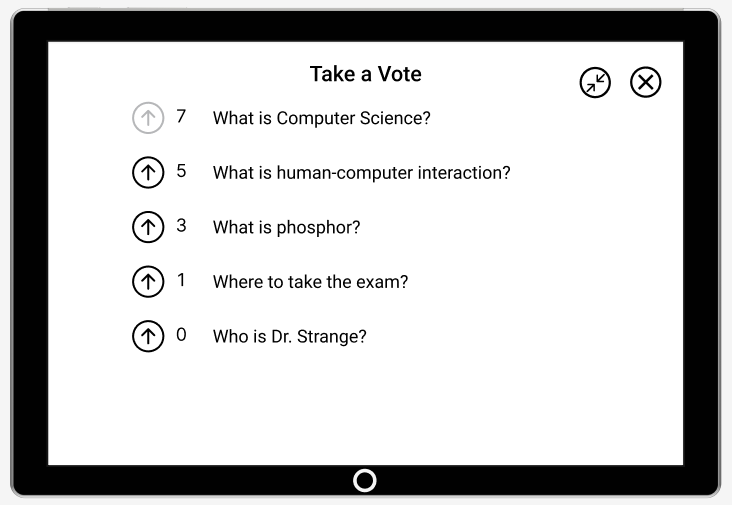 Take a Vote
7 What is Computer Science?
5 What is human-computer interaction?
3 What is phosphor?
1 Where to take the exam?
0 Who is Dr. Strange?